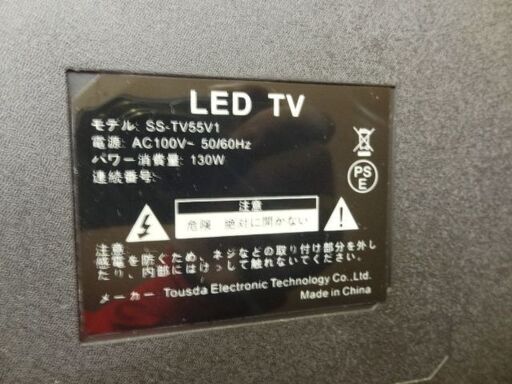 LED TV
モデル: SS-TV55V1
電源: AC100V~ 50/60Hz
パワー消費量: 130W
連続番号:
PS
E
注意
危険 絶対に開かない
注意
感電を防ぐため、ネジなどの取り付け部分を外し
たり、内部にはけっして触れないてください.
メーカー Tousda Electronic Technology Co.,Ltd.
Made in China